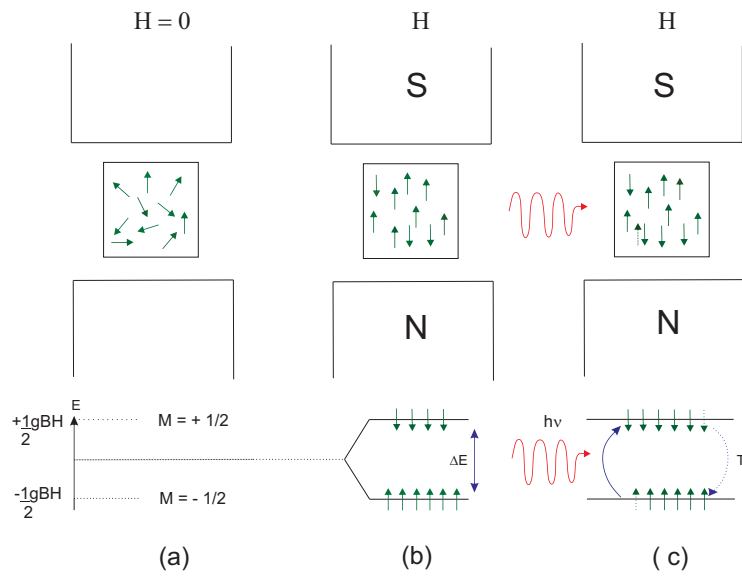 H = 0
H
H
S
S
N
N
E
+1gBH
2
M = + 1/2
-1gBH
2
M = - 1/2
ΔE
hν
T
(a)
(b)
( c)